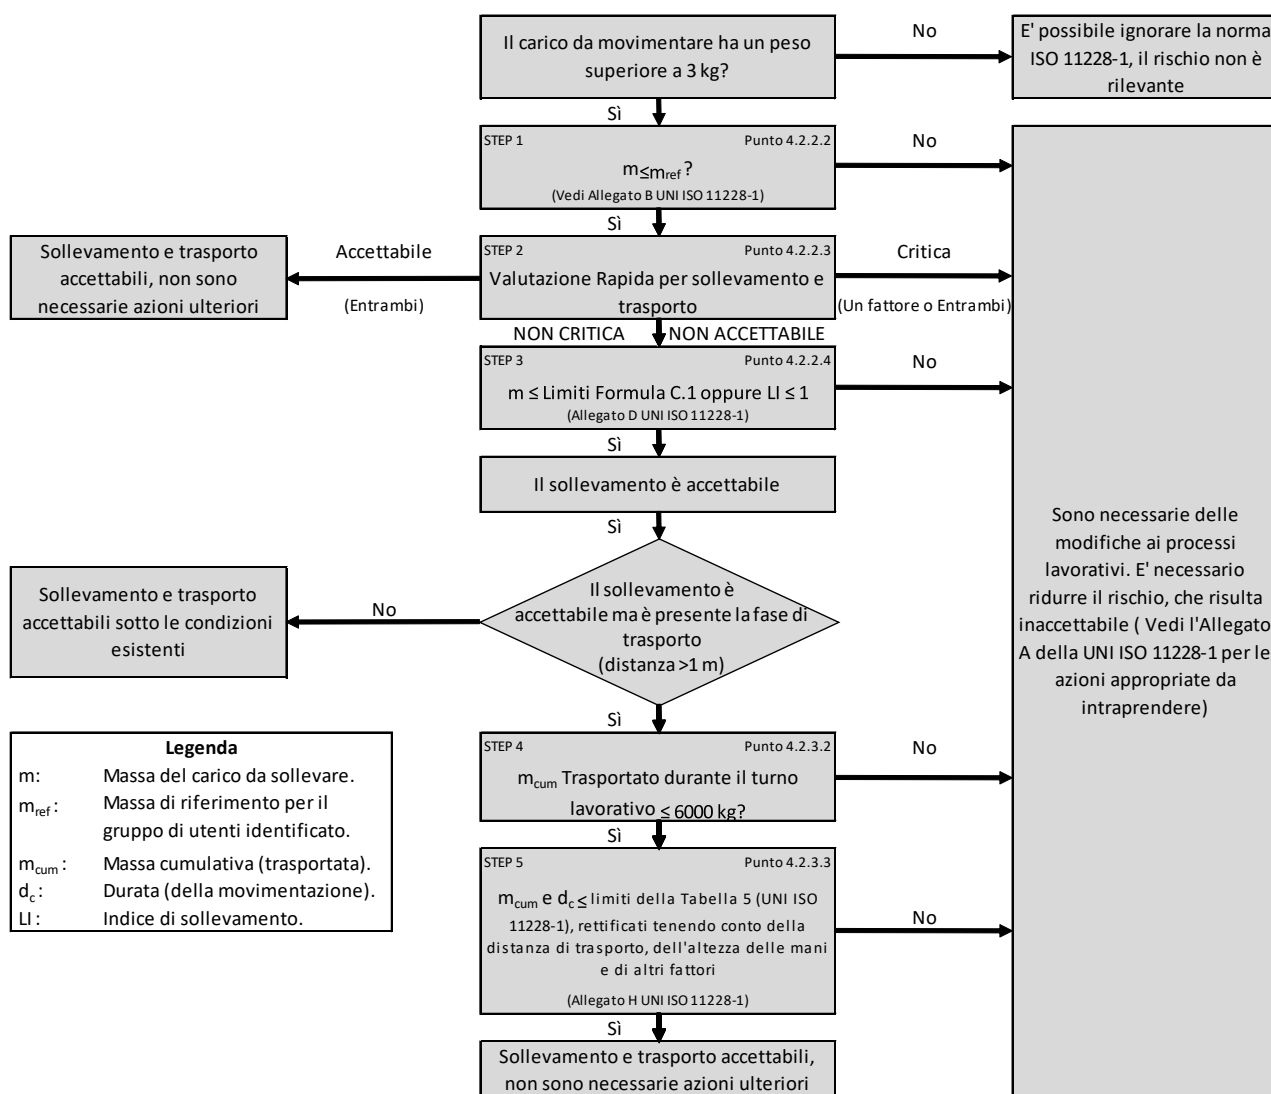 Il carico da movimentare ha un peso
superiore a 3 kg?
No
E' possibile ignorare la norma
ISO 11228-1, il rischio non è
rilevante
Sì
STEP 1
Punto 4.2.2.2
m≤mref ?
(Vedi Allegato B UNI ISO 11228-1)
No
Sì
Sollevamento e trasporto
accettabili, non sono
necessarie azioni ulteriori
Accettabile
(Entrambi)
STEP 2
Punto 4.2.2.3
Valutazione Rapida per sollevamento e
trasporto
Critica
(Un fattore o Entrambi)
NON CRITICA
NON ACCETTABILE
STEP 3
Punto 4.2.2.4
m ≤ Limiti Formula C.1 oppure LI ≤ 1
(Allegato D UNI ISO 11228-1)
No
Sì
Il sollevamento è accettabile
Sì
Il sollevamento è
accettabile ma è presente la fase di
trasporto
(distanza >1 m)
No
Sollevamento e trasporto
accettabili sotto le condizioni
esistenti
Sono necessarie delle
modifiche ai processi
lavorativi. E' necessario
ridurre il rischio, che risulta
inaccettabile ( Vedi l'Allegato
A della UNI ISO 11228-1 per le
azioni appropriate da
intraprendere)
Sì
STEP 4
Punto 4.2.3.2
mcum Trasportato durante il turno
lavorativo ≤ 6000 kg?
No
Sì
STEP 5
Punto 4.2.3.3
mcum e dc ≤ limiti della Tabella 5 (UNI ISO
11228-1), rettificati tenendo conto della
distanza di trasporto, dell'altezza delle mani
e di altri fattori
(Allegato H UNI ISO 11228-1)
No
Sì
Sollevamento e trasporto accettabili,
non sono necessarie azioni ulteriori
Legenda
m: Massa del carico da sollevare.
mref : Massa di riferimento per il
gruppo di utenti identificato.
mcum : Massa cumulativa (trasportata).
dc : Durata (della movimentazione).
LI : Indice di sollevamento.